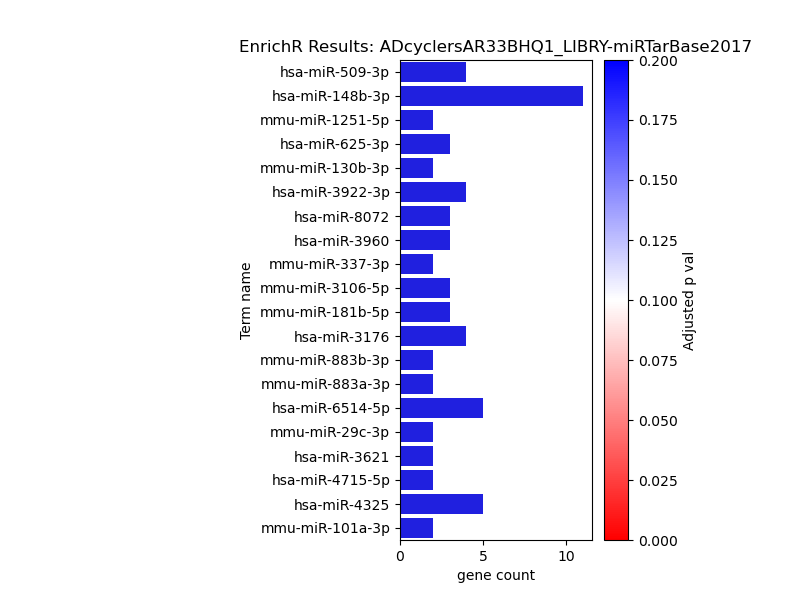 EnrichR Results: ADcyclersAR33BHQ1_LIBRY-miRTarBase2017
hsa-miR-509-3p
hsa-miR-148b-3p
mmu-miR-1251-5p
hsa-miR-625-3p
mmu-miR-130b-3p
hsa-miR-3922-3p
hsa-miR-8072
hsa-miR-3960
mmu-miR-337-3p
mmu-miR-3106-5p
mmu-miR-181b-5p
hsa-miR-3176
mmu-miR-883b-3p
mmu-miR-883a-3p
hsa-miR-6514-5p
mmu-miR-29c-3p
hsa-miR-3621
hsa-miR-4715-5p
hsa-miR-4325
mmu-miR-101a-3p
Term name
0 5 10
gene count
0.200
0.175
0.150
0.125
0.100
0.075
0.050
0.025
0.000
Adjusted p val